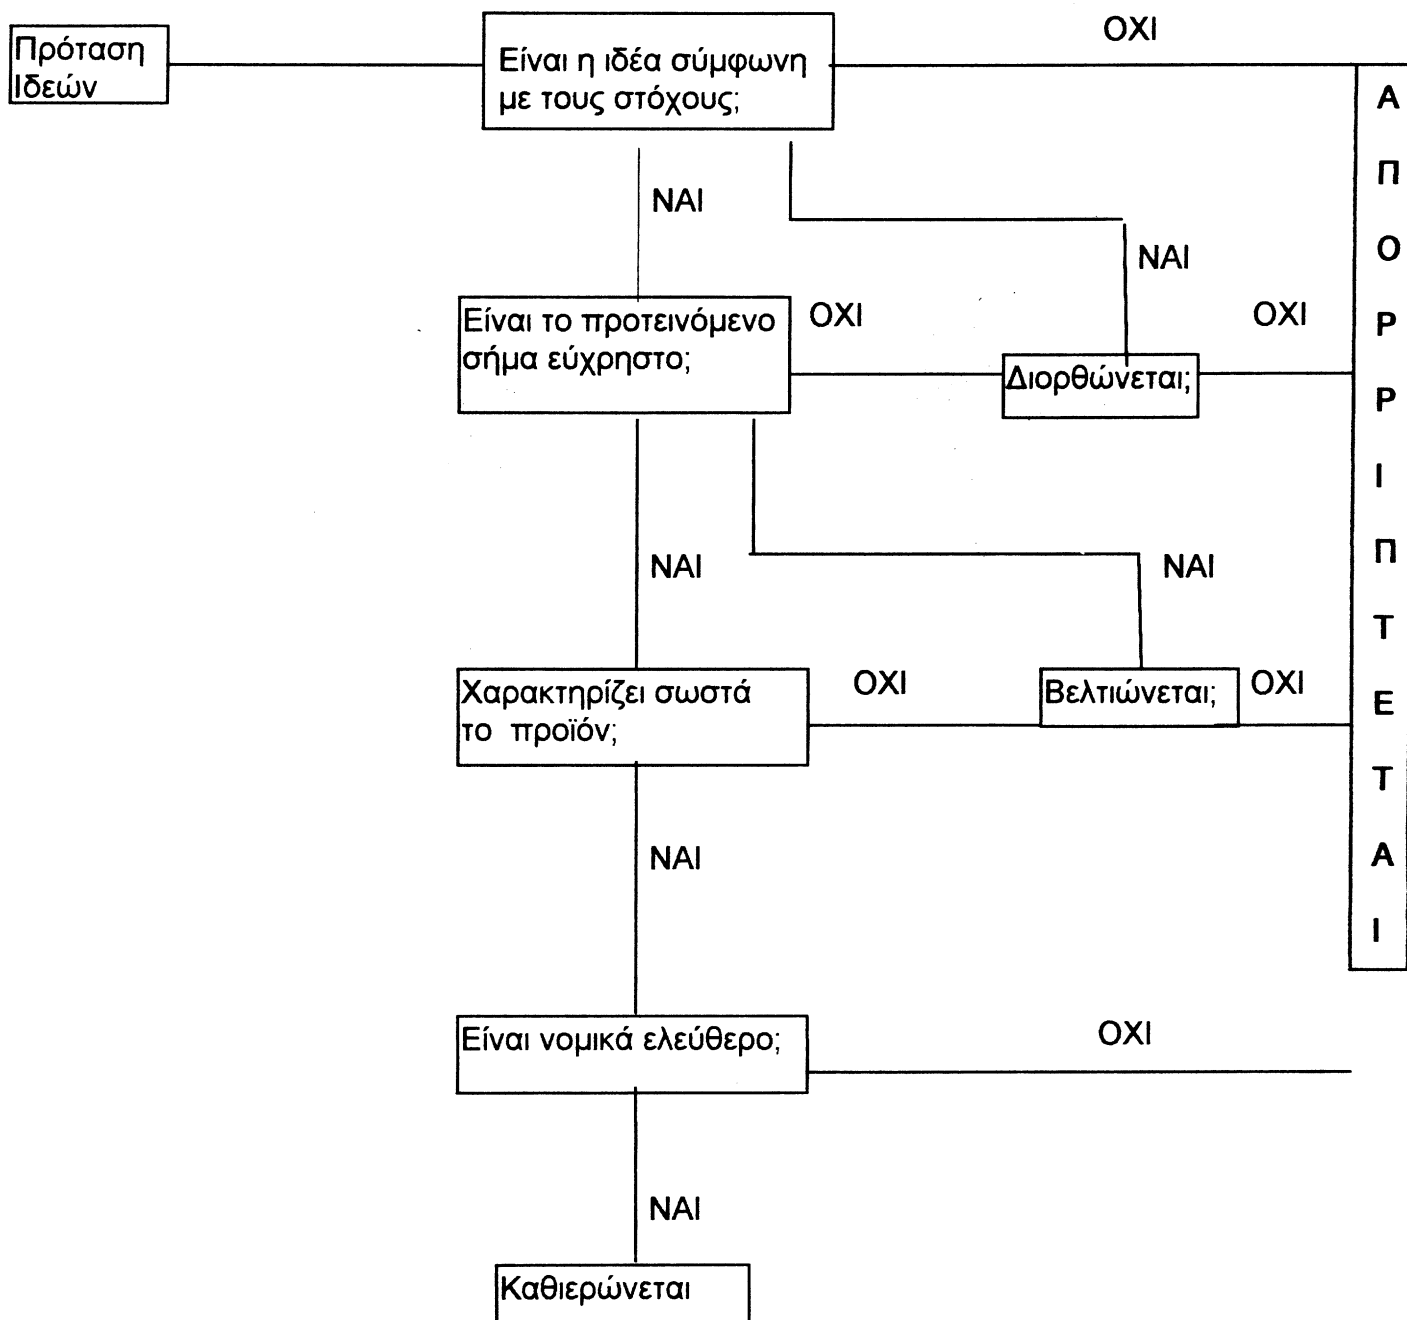 Πρόταση
Ιδεών
Είναι η ιδέα σύμφωνη
με τους στόχους;
ΟΧΙ
ΝΑΙ
ΝΑΙ
Είναι το προτεινόμενο
σήμα εύχρηστο;
ΟΧΙ
Διορθώνεται;
ΟΧΙ
ΝΑΙ
ΝΑΙ
Χαρακτηρίζει σωστά
το προϊόν;
ΟΧΙ
Βελτιώνεται;
ΟΧΙ
ΝΑΙ
Είναι νομικά ελεύθερο;
ΟΧΙ
ΝΑΙ
Καθιερώνεται
Α
Π
Ο
Ρ
Ρ
Ι
Π
Τ
Ε
Τ
Α
Ι